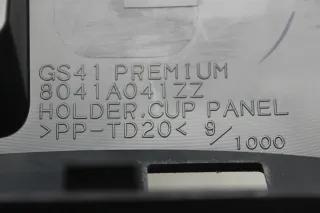 GS41 PREMIUM
8041A041ZZ
HOLDER,CUP PANEL
>PP-TD20< 9/1000